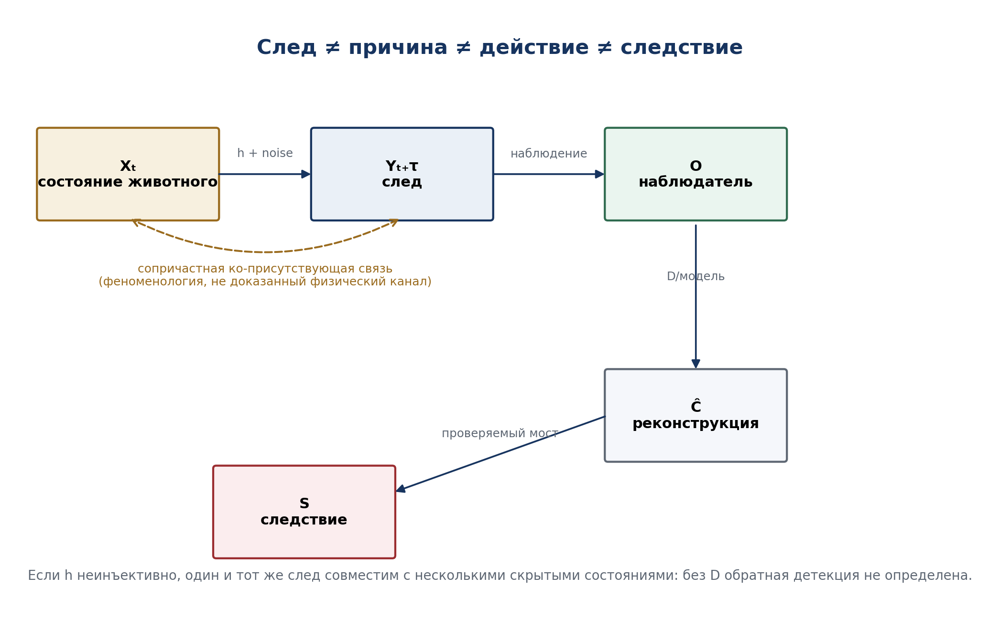 След ≠ причина ≠ действие ≠ следствие
Xₜ
состояние животного
h + noise
Yₜ₊τ
след
наблюдение
O
наблюдатель
сопричастная ко-присутствующая связь
(феноменология, не доказанный физический канал)
D/модель
Ĉ
реконструкция
проверяемый мост
S
следствие
Если h неинъективно, один и тот же след совместим с несколькими скрытыми состояниями: без D обратная детекция не определена.